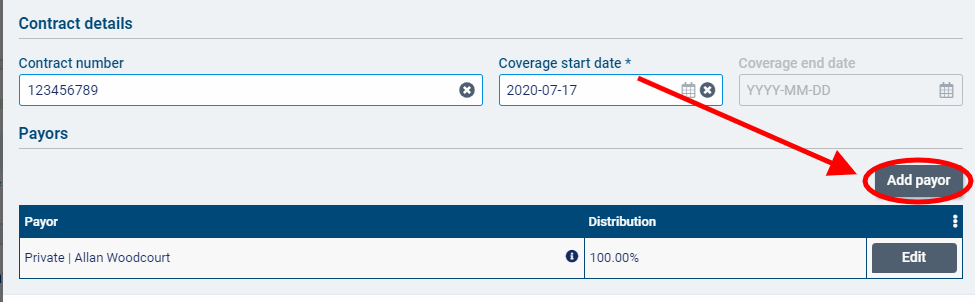 Contract details
Contract number Coverage start date * Coverage end date
123456789 2020-07-17 YYYY-MM-DD
Payors
Add payor
Payor Distribution
Private | Allan Woodcourt 100.00% Edit